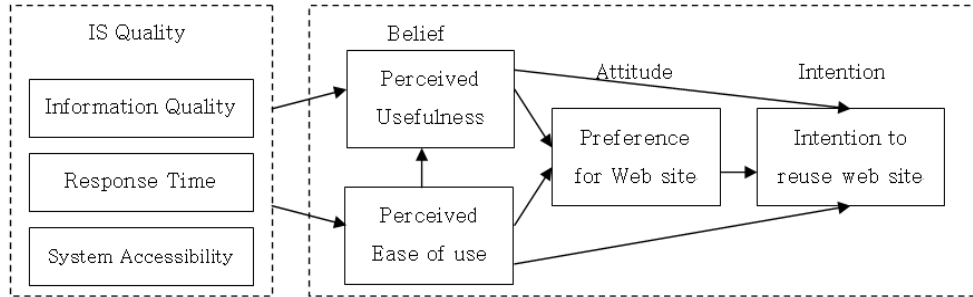 IS Quality
Information Quality
Response Time
System Accessibility
Belief
Perceived
Usefulness
Perceived
Ease of use
Attitude
Preference
for Web site
Intention
Intention to
reuse web site